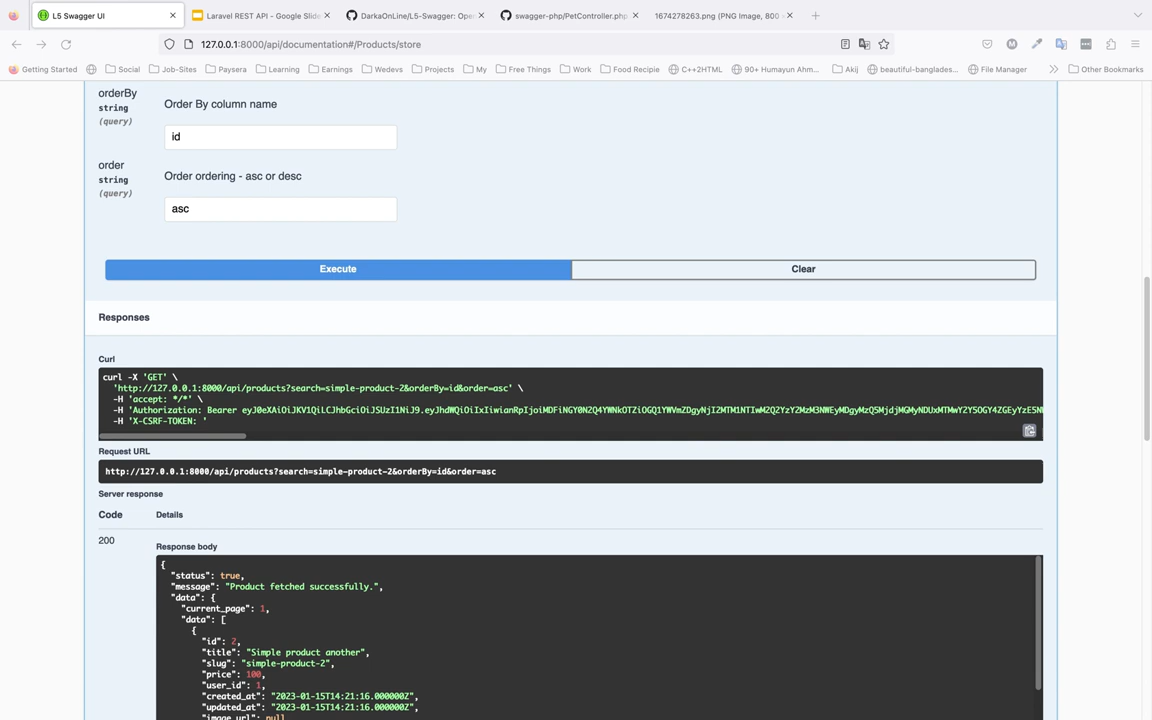 L5 Swagger UI
Laravel REST API - Google Slide
DarkaOnLine/L5-Swagger: Ope
swagger-php/PetController.php
1674278263.png (PNG Image, 800
127.0.0.1:8000/api/documentation#/Products/store
Getting Started
Social
Job-Sites
Paysera
Learning
Earnings
Wedevs
Projects
My
Free Things
Work
Food Recipie
C++2HTML
90+ Humayun Ahm...
Akij
beautiful-banglades...
File Manager
Other Bookmarks
orderBy
string
(query)
Order By column name
id
order
string
(query)
Order ordering - asc or desc
asc
Execute
Clear
Responses
Curl
curl -X 'GET' \
'http://127.0.0.1:8000/api/products?search=simple-product-2&orderBy=id&order=asc' \
-H 'accept: */*' \
-H 'Authorization: Bearer
-H 'X-CSRF-TOKEN: '
Request URL
http://127.0.0.1:8000/api/products?search=simple-product-2&orderBy=id&order=asc
Server response
Code
Details
200
Response body
{
"status": true,
"message": "Product fetched successfully.",
"data": {
"current_page": 1,
"data": [
{
"id": 2,
"title": "Simple product another",
"slug": "simple-product-2",
"price": 100,
"user_id": 1,
"created_at": "2023-01-15T14:21:16.000000Z",
"updated_at": "2023-01-15T14:21:16.000000Z",
"image_url": null